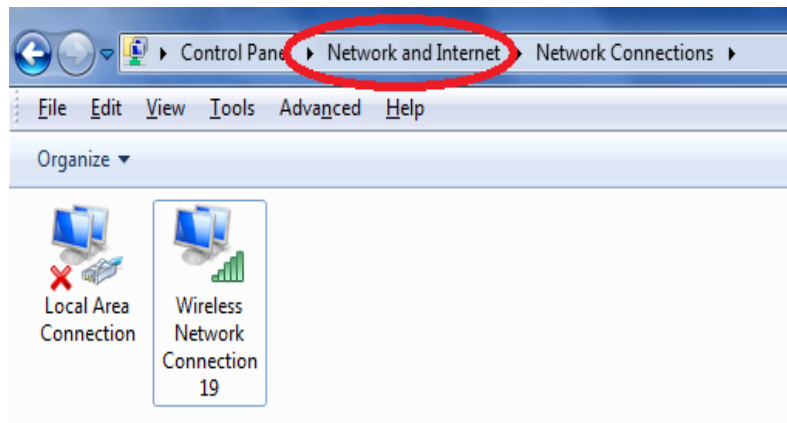 Control Pane Network and Internet Network Connections
File Edit View Tools Advanced Help
Organize
Local Area
Connection
Wireless
Network
Connection
19